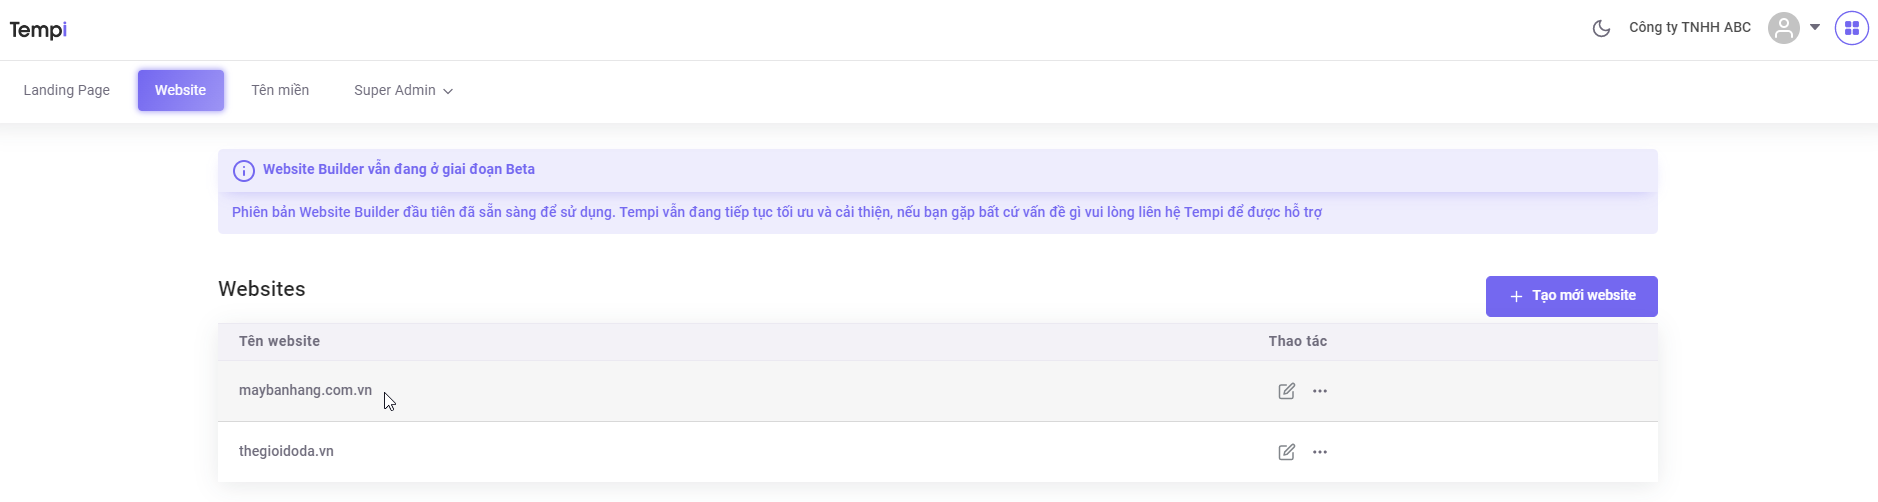 Tempi
Công ty TNHH ABC
Landing Page
Website
Tên miền
Super Admin
Website Builder vẫn đang ở giai đoạn Beta
Phiên bản Website Builder đầu tiên đã sẵn sàng để sử dụng. Tempi vẫn đang tiếp tục tối ưu và cải thiện, nếu bạn gặp bất cứ vấn đề gì vui lòng liên hệ Tempi để được hỗ trợ
Websites
Tạo mới website
Tên website
Thao tác
maybanhang.com.vn
thegioidoda.vn